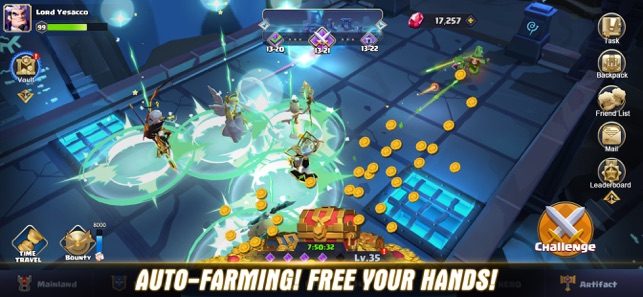 Lord Yesacco
99
17,257
13-20
13-21
13-22
Vault
Task
Backpack
Friend List
Mail
Leaderboard
8000
TIME
TRAVEL
BOUNTY
7:50:32
Lv.35
Challenge
AUTO-FARMING! FREE YOUR HANDS!
Mainland
Artifact